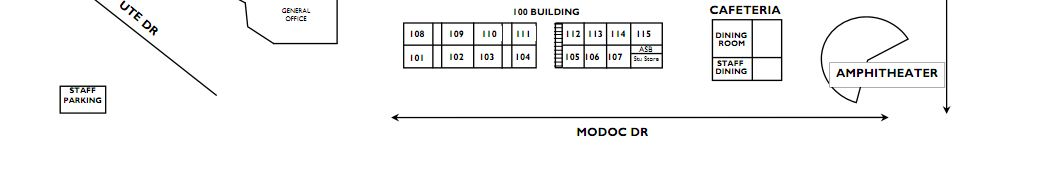 UTE DR
GENERAL
OFFICE
STAFF
PARKING
100 BUILDING
108 109 110 111 112 113 114 115
ASB
101 102 103 104 105 106 107 Stu Store
CAFETERIA
DINING
ROOM
STAFF
DINING
AMPHITHEATER
MODOC DR